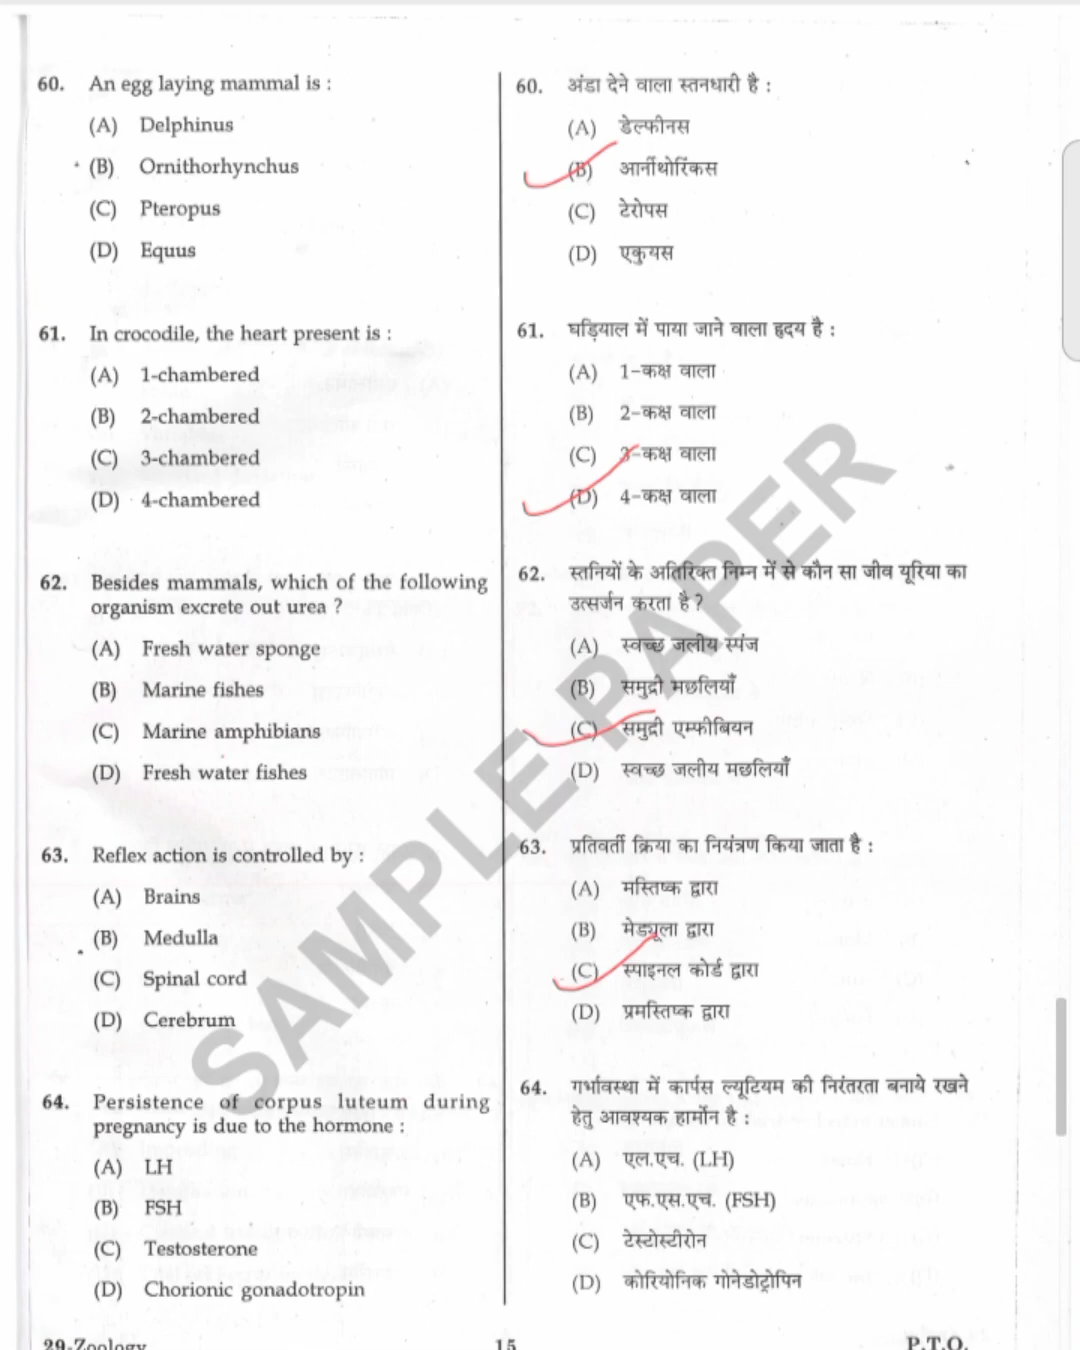 60. An egg laying mammal is :
(A) Delphinus
(B) Ornithorhynchus
(C) Pteropus
(D) Equus
61. In crocodile, the heart present is :
(A) 1-chambered
(B) 2-chambered
(C) 3-chambered
(D) 4-chambered
62. Besides mammals, which of the following
organism excrete out urea ?
(A) Fresh water sponge
(B) Marine fishes
(C) Marine amphibians
(D) Fresh water fishes
63. Reflex action is controlled by :
(A) Brains
(B) Medulla
(C) Spinal cord
(D) Cerebrum
64. Persistence of corpus luteum during
pregnancy is due to the hormone :
(A) LH
(B) FSH
(C) Testosterone
(D) Chorionic gonadotropin
60. अंडा देने वाला स्तनधारी है :
(A) डेल्फीनस
(B) आर्नीथोरिंकस
(C) टेरोपस
(D) एकुयस
61. घड़ियाल में पाया जाने वाला हृदय है :
(A) 1-कक्ष वाला
(B) 2-कक्ष वाला
(C) 3-कक्ष वाला
(D) 4-कक्ष वाला
62. स्तनियों के अतिरिक्त निम्न में से कौन सा जीव यूरिया का
उत्सर्जन करता है ?
(A) स्वच्छ जलीय स्पंज
(B) समुद्री मछलियाँ
(C) समुद्री एम्फीबियन
(D) स्वच्छ जलीय मछलियाँ
63. प्रतिवर्ती क्रिया का नियंत्रण किया जाता है :
(A) मस्तिष्क द्वारा
(B) मेड्यूला द्वारा
(C) स्पाइनल कोर्ड द्वारा
(D) प्रमस्तिष्क द्वारा
64. गर्भावस्था में कार्पस ल्यूटियम की निरंतरता बनाये रखने
हेतु आवश्यक हार्मोन है :
(A) एल.एच. (LH)
(B) एफ.एस.एच. (FSH)
(C) टेस्टोस्टीरोन
(D) कोरियोनिक गोनेडोट्रोपिन
SAMPLE PAPER
29-Zoology 15 P.T.O.